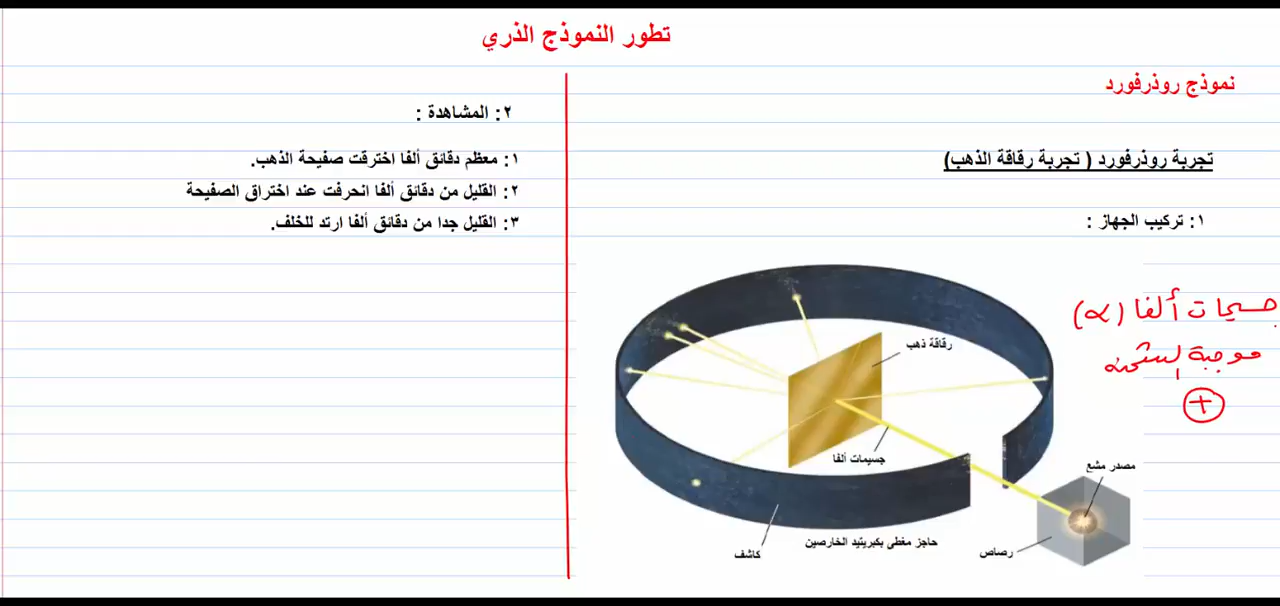 تطور النموذج الذري
نموذج روذرفورد
تجربة روذرفورد ( تجربة رقاقة الذهب)
١: تركيب الجهاز :
جسيمات ألفا (α)
موجبة الشحنة
+
رقاقة ذهب
جسيمات ألفا
مصدر مشع
رصاص
حاجز مغطى بكبريتيد الخارصين
كاشف
٢: المشاهدة :
١: معظم دقائق ألفا اخترقت صفيحة الذهب.
٢: القليل من دقائق ألفا انحرفت عند اختراق الصفيحة
٣: القليل جدا من دقائق ألفا ارتد للخلف.